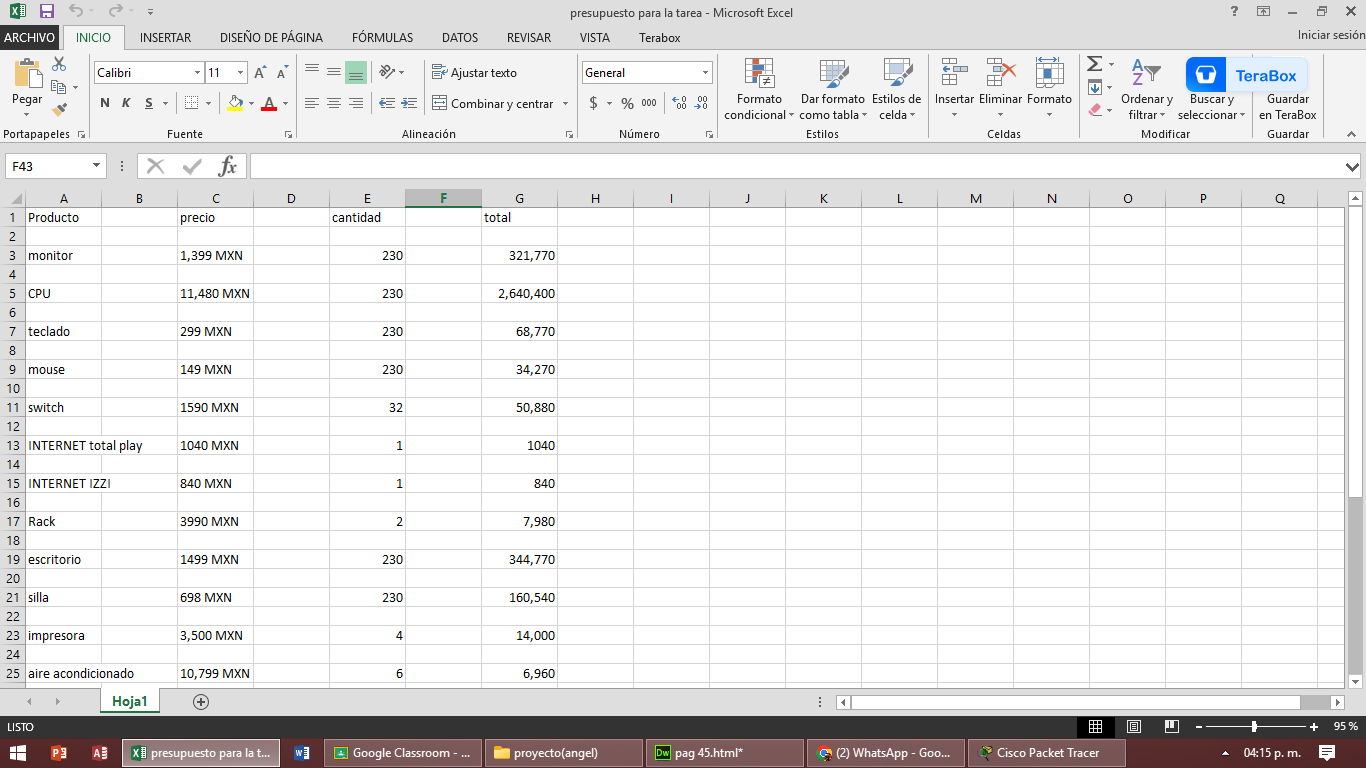 presupuesto para la tarea - Microsoft Excel
ARCHIVO INICIO INSERTAR DISEÑO DE PÁGINA FÓRMULAS DATOS REVISAR VISTA Terabox Iniciar sesión
Pegar
Portapapeles
Calibri 11
N K S A
Fuente
Ajustar texto
Combinar y centrar
Alineación
General
$ % 000
Número
Formato condicional
Dar formato como tabla
Estilos de celda
Estilos
Insertar Eliminar Formato
Celdas
Ordenar y filtrar
Buscar y seleccionar
Modificar
TeraBox
Guardar en TeraBox
Guardar
F43 fx
A B C D E F G H I J K L M N O P Q
1 Producto precio cantidad total
2
3 monitor 1,399 MXN 230 321,770
4
5 CPU 11,480 MXN 230 2,640,400
6
7 teclado 299 MXN 230 68,770
8
9 mouse 149 MXN 230 34,270
10
11 switch 1590 MXN 32 50,880
12
13 INTERNET total play 1040 MXN 1 1040
14
15 INTERNET IZZI 840 MXN 1 840
16
17 Rack 3990 MXN 2 7,980
18
19 escritorio 1499 MXN 230 344,770
20
21 silla 698 MXN 230 160,540
22
23 impresora 3,500 MXN 4 14,000
24
25 aire acondicionado 10,799 MXN 6 6,960
Hoja1
LISTO 95 %
presupuesto para la t... Google Classroom - ... proyecto(angel) pag 45.html* (2) WhatsApp - Goo... Cisco Packet Tracer 04:15 p. m.